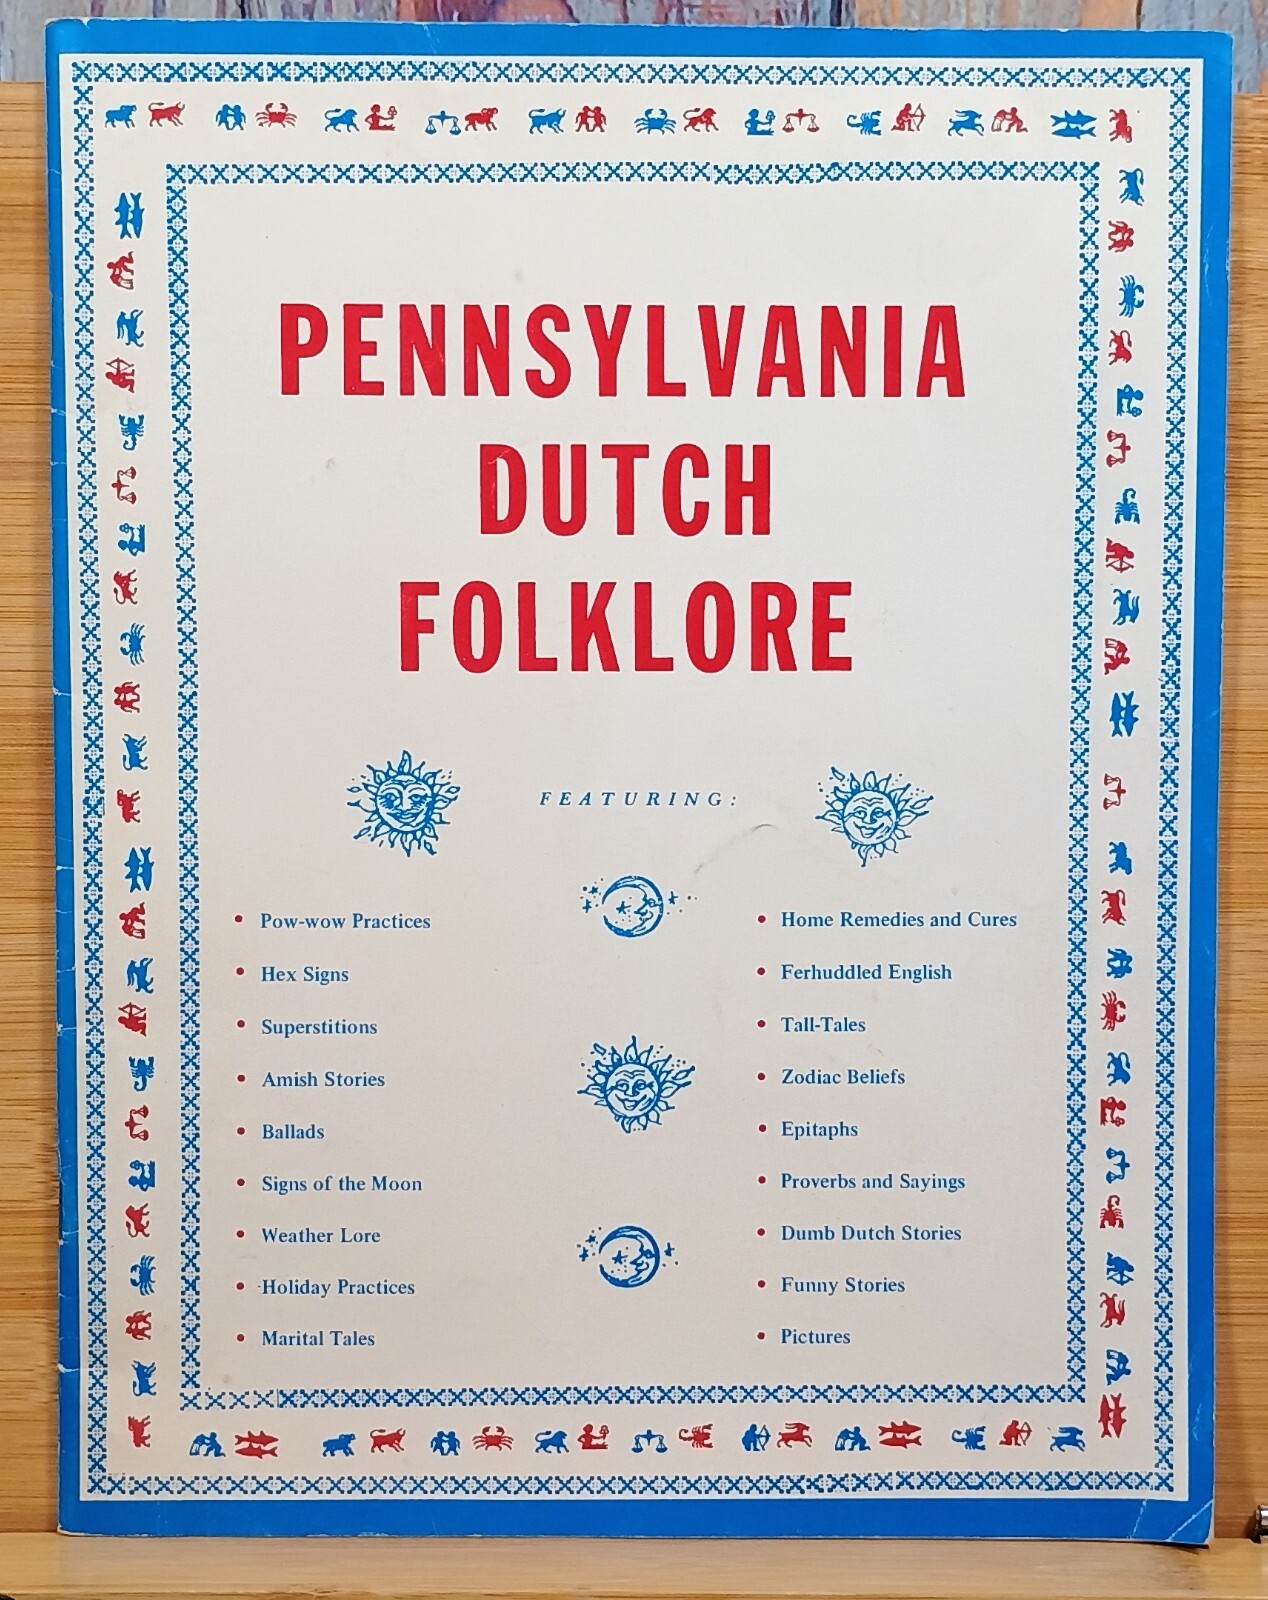 PENNSYLVANIA
DUTCH
FOLKLORE
FEATURING:
• Pow-wow Practices
• Hex Signs
• Superstitions
• Amish Stories
• Ballads
• Signs of the Moon
• Weather Lore
• Holiday Practices
• Marital Tales
• Home Remedies and Cures
• Ferhuddled English
• Tall-Tales
• Zodiac Beliefs
• Epitaphs
• Proverbs and Sayings
• Dumb Dutch Stories
• Funny Stories
• Pictures